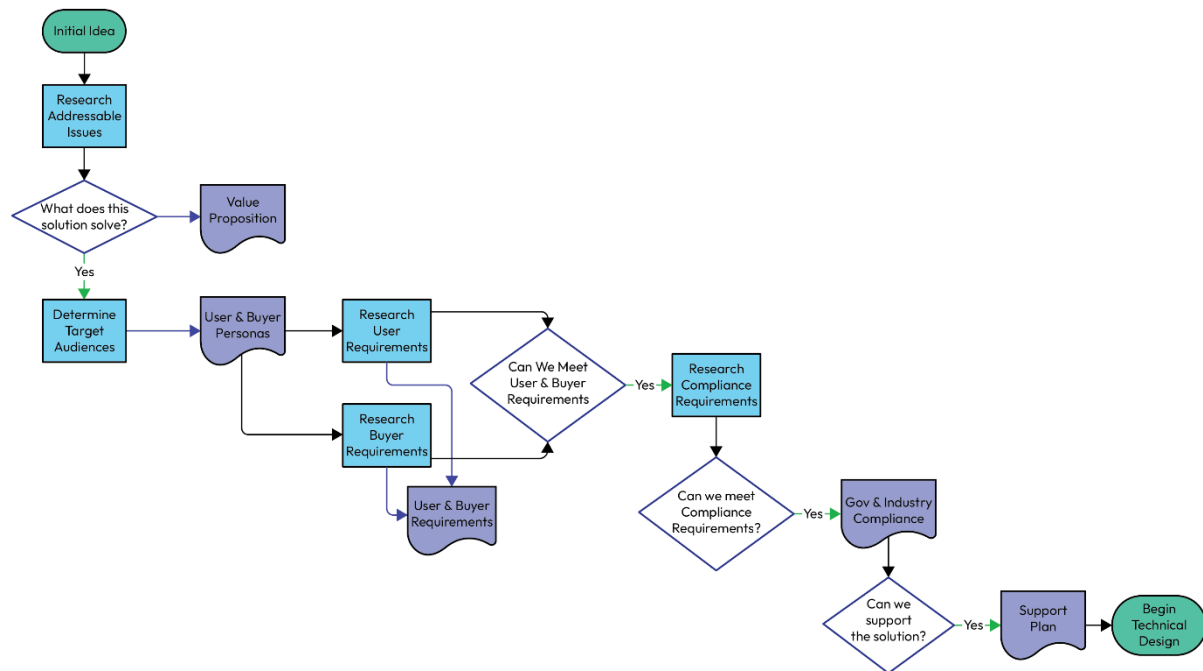 Initial Idea
Research
Addressable
Issues
What does this
solution solve?
Value
Proposition
Yes
Determine
Target
Audiences
User & Buyer
Personas
Research
User
Requirements
Can We Meet
User & Buyer
Requirements
Yes
Research
Compliance
Requirements
Research
Buyer
Requirements
User & Buyer
Requirements
Can we meet
Compliance
Requirements?
Yes
Gov & Industry
Compliance
Can we
support
the solution?
Yes
Support
Plan
Begin
Technical
Design